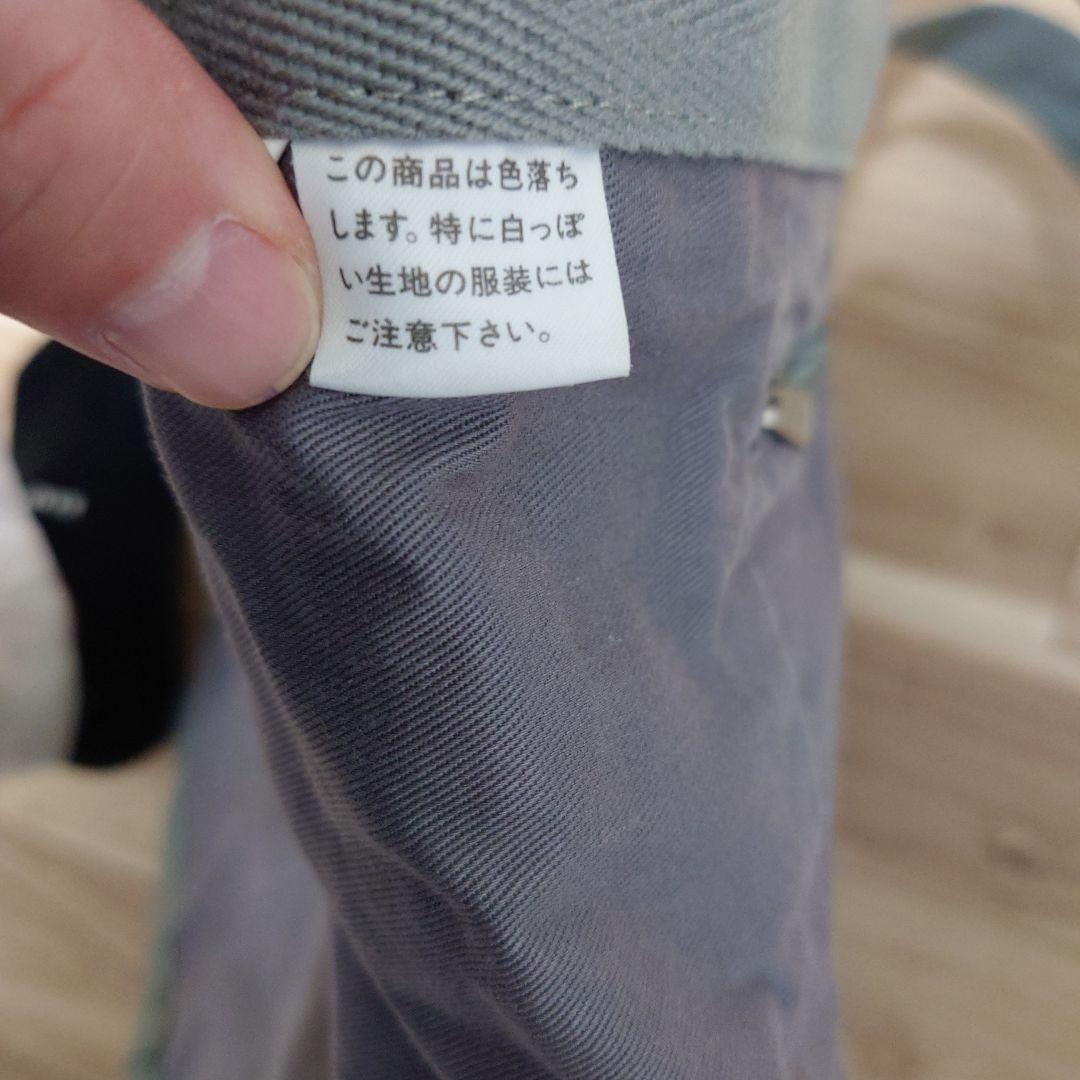 この商品は色落ち
します。特に白っぽ
い生地の服装には
ご注意下さい。